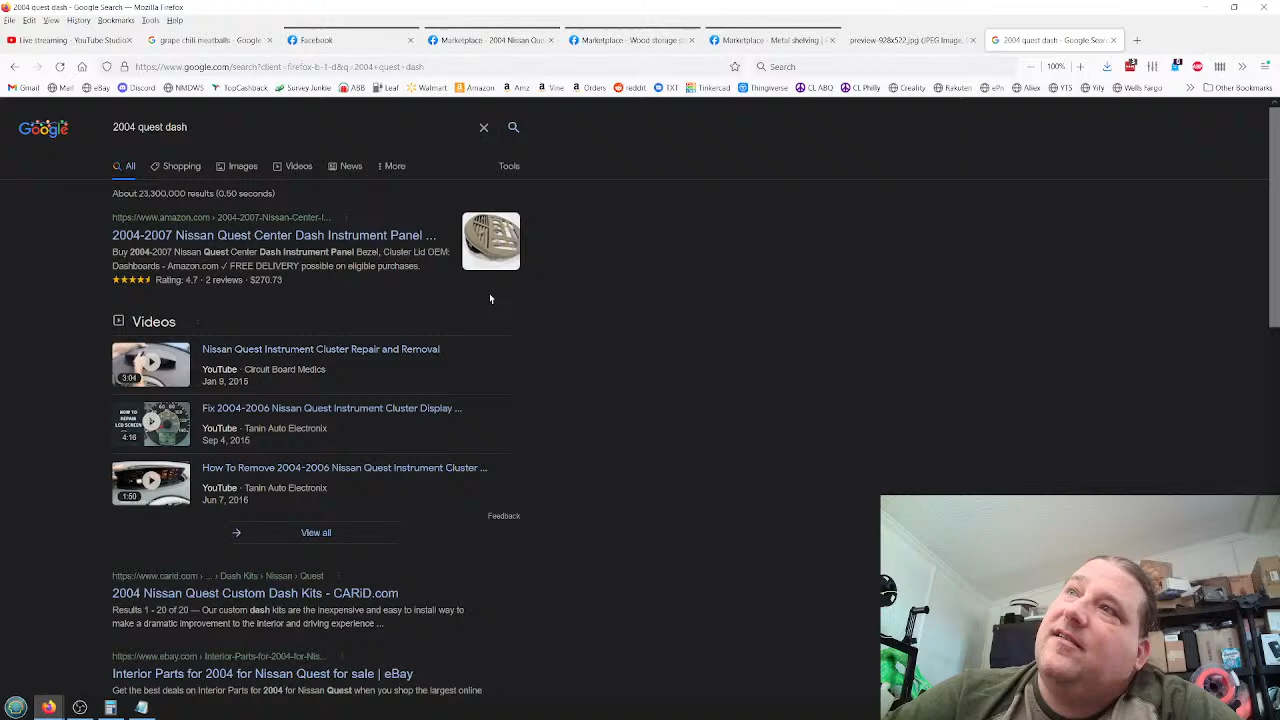 2004 quest dash - Google Search — Mozilla Firefox
File Edit View History Bookmarks Tools Help
Live streaming - YouTube Studio
grape chili meatballs - Google
Facebook
Marketplace - 2004 Nissan Que
Marketplace - Wood storage
Marketplace - Metal shelving |
preview-928x522.jpg (JPEG Image,
2004 quest dash - Google Sear
https://www.google.com/search?client=firefox-b-1-d&q=2004+quest+dash
100%
Search
Gmail Mail eBay Discord NMDWS TopCashback SurveyJunkie ABB Leaf Walmart Amazon Amz Vine Orders reddit TXT Tinkercad Thingiverse CL ABQ CL Philly Creality Rakuten ePn Aliex YTS Yify Wells Fargo Other Bookmarks
Google
2004 quest dash
All Shopping Images Videos News More Tools
About 23,300,000 results (0.50 seconds)
https://www.amazon.com › 2004-2007-Nissan-Center-I...
2004-2007 Nissan Quest Center Dash Instrument Panel ...
Buy 2004-2007 Nissan Quest Center Dash Instrument Panel Bezel, Cluster Lid OEM:
Dashboards - Amazon.com ✓ FREE DELIVERY possible on eligible purchases.
Rating: 4.7 · 2 reviews · $270.73
Videos
Nissan Quest Instrument Cluster Repair and Removal
YouTube · Circuit Board Medics
Jan 9, 2015
3:04
Fix 2004-2006 Nissan Quest Instrument Cluster Display ...
YouTube · Tanin Auto Electronix
Sep 4, 2015
HOW TO
REPAIR
LCD SCREEN
4:16
How To Remove 2004-2006 Nissan Quest Instrument Cluster ...
YouTube · Tanin Auto Electronix
Jun 7, 2016
1:50
Feedback
View all
https://www.carid.com › ... › Dash Kits › Nissan › Quest
2004 Nissan Quest Custom Dash Kits - CARiD.com
Results 1 - 20 of 20 — Our custom dash kits are the inexpensive and easy to install way to
make a dramatic improvement to the interior and driving experience ...
https://www.ebay.com › Interior-Parts-for-2004-for-Nis...
Interior Parts for 2004 for Nissan Quest for sale | eBay
Get the best deals on Interior Parts for 2004 for Nissan Quest when you shop the largest online